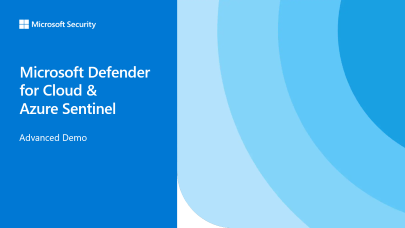 Microsoft Security
Microsoft Defender
for Cloud &
Azure Sentinel
Advanced Demo